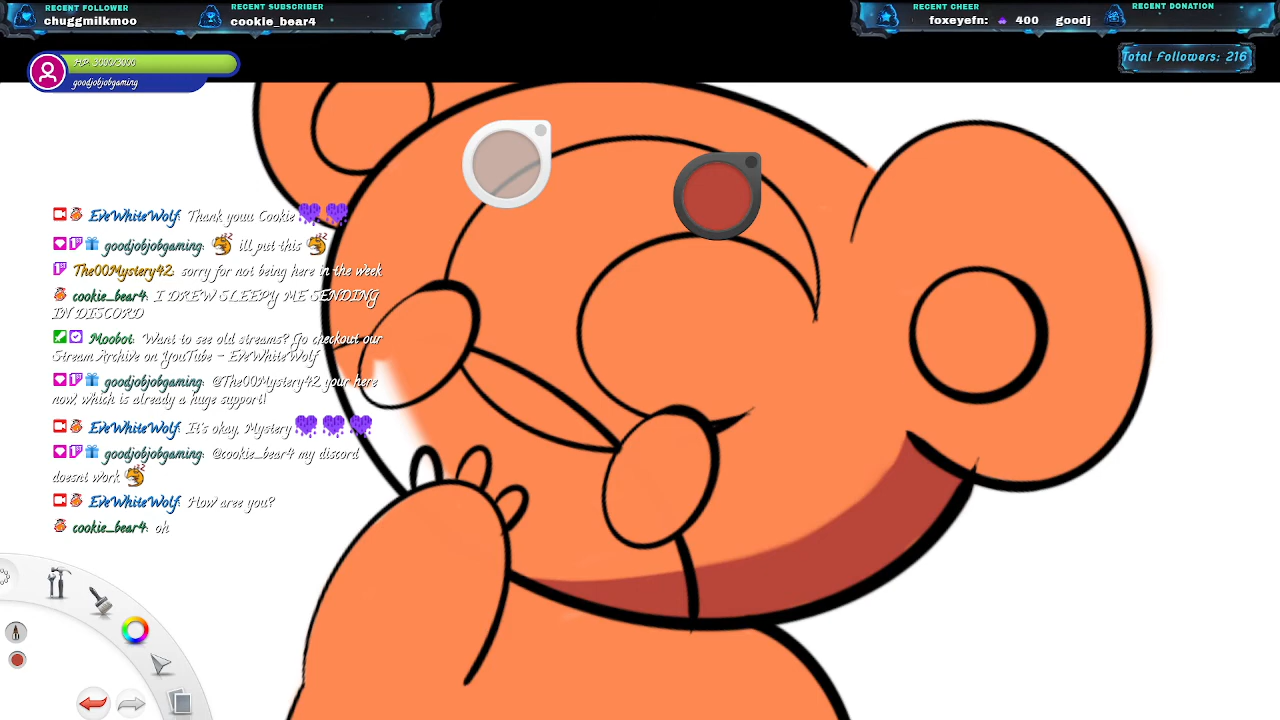 RECENT FOLLOWER
chuggmilkmoo
RECENT SUBSCRIBER
cookie_bear4
RECENT CHEER
foxeyefn: 400 goodj
RECENT DONATION
HP: 3000/3000
goodjobjobgaming
Total Followers: 216
EveWhiteWolf: Thank youu Cookie
goodjobjobgaming: ill put this
The00Mystery42: sorry for not being here in the week
cookie_bear4: I DREW SLEEPY ME SENDING
IN DISCORD
Moobot: Want to see old streams? Go checkout our
Stream Archive on YouTube - EveWhiteWolf
goodjobjobgaming: @The00Mystery42 your here
now, which is already a huge support!
EveWhiteWolf: It's okay, Mystery
goodjobjobgaming: @cookie_bear4 my discord
doesnt work
EveWhiteWolf: How aree you?
cookie_bear4: oh